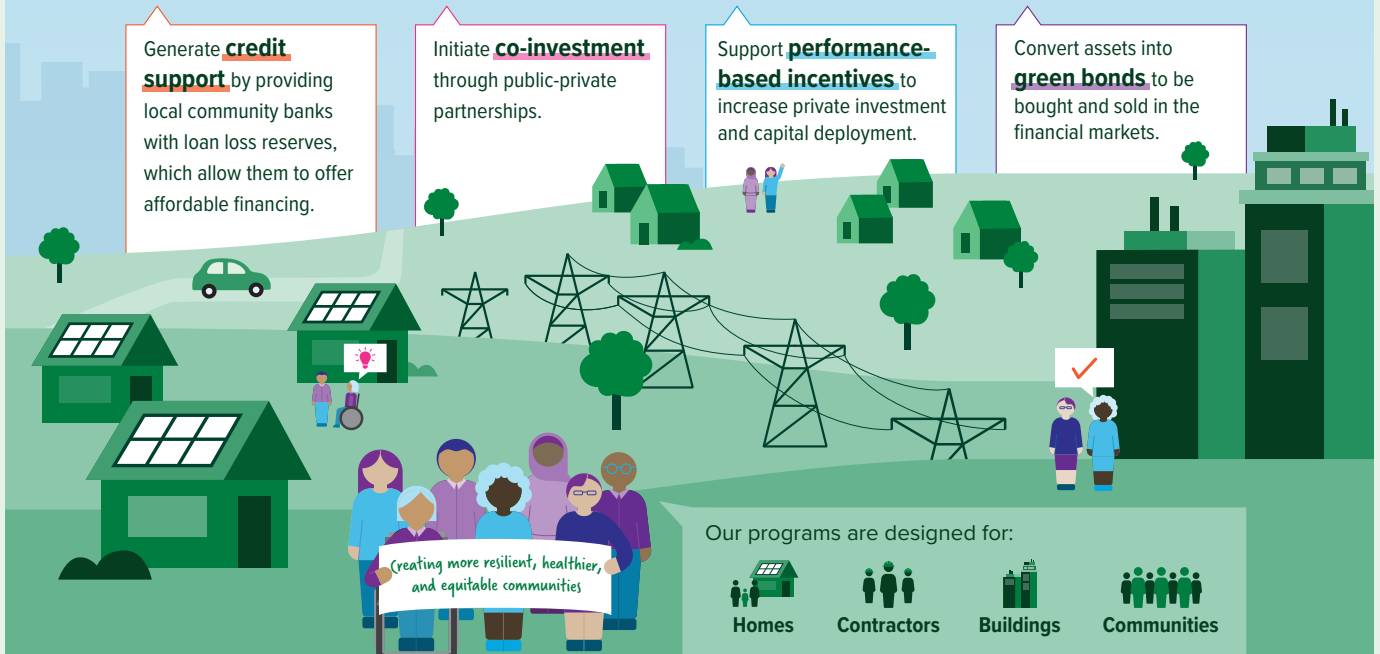 Generate credit
support by providing
local community banks
with loan loss reserves,
which allow them to offer
affordable financing.
Initiate co-investment
through public-private
partnerships.
Support performance-
based incentives to
increase private investment
and capital deployment.
Convert assets into
green bonds to be
bought and sold in the
financial markets.
Creating more resilient, healthier,
and equitable communities
Our programs are designed for:
Homes
Contractors
Buildings
Communities